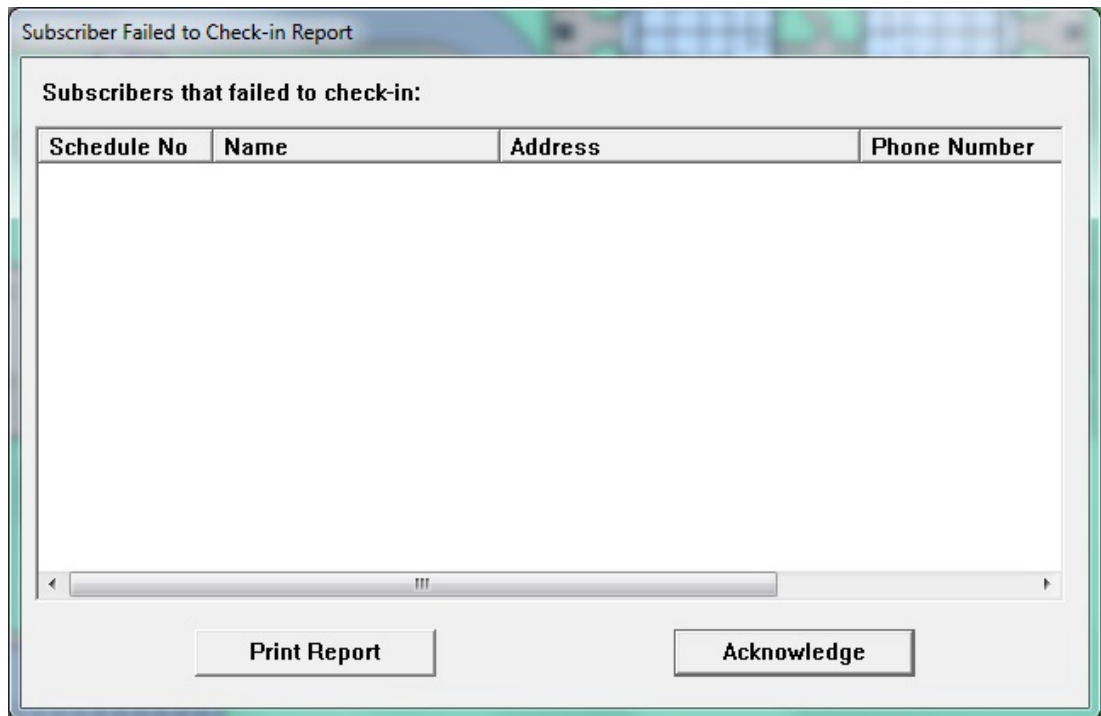 Subscriber Failed to Check-in Report
Subscribers that failed to check-in:
Schedule No Name Address Phone Number
Print Report Acknowledge